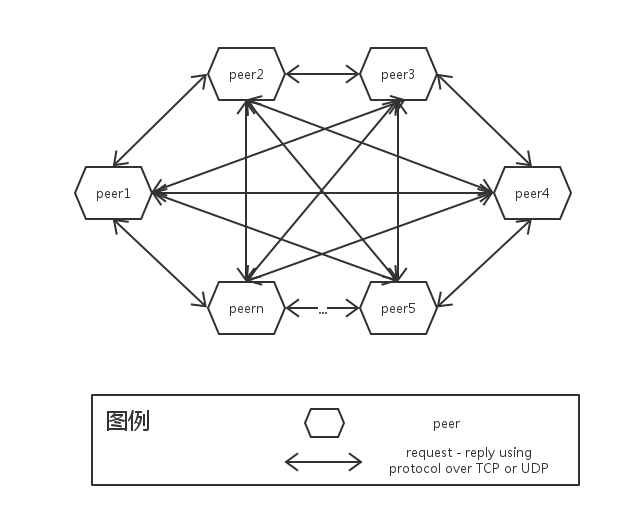 peer2
peer3
peer1
peer4
peern
...
peer5
图例
peer
request - reply using
protocol over TCP or UDP